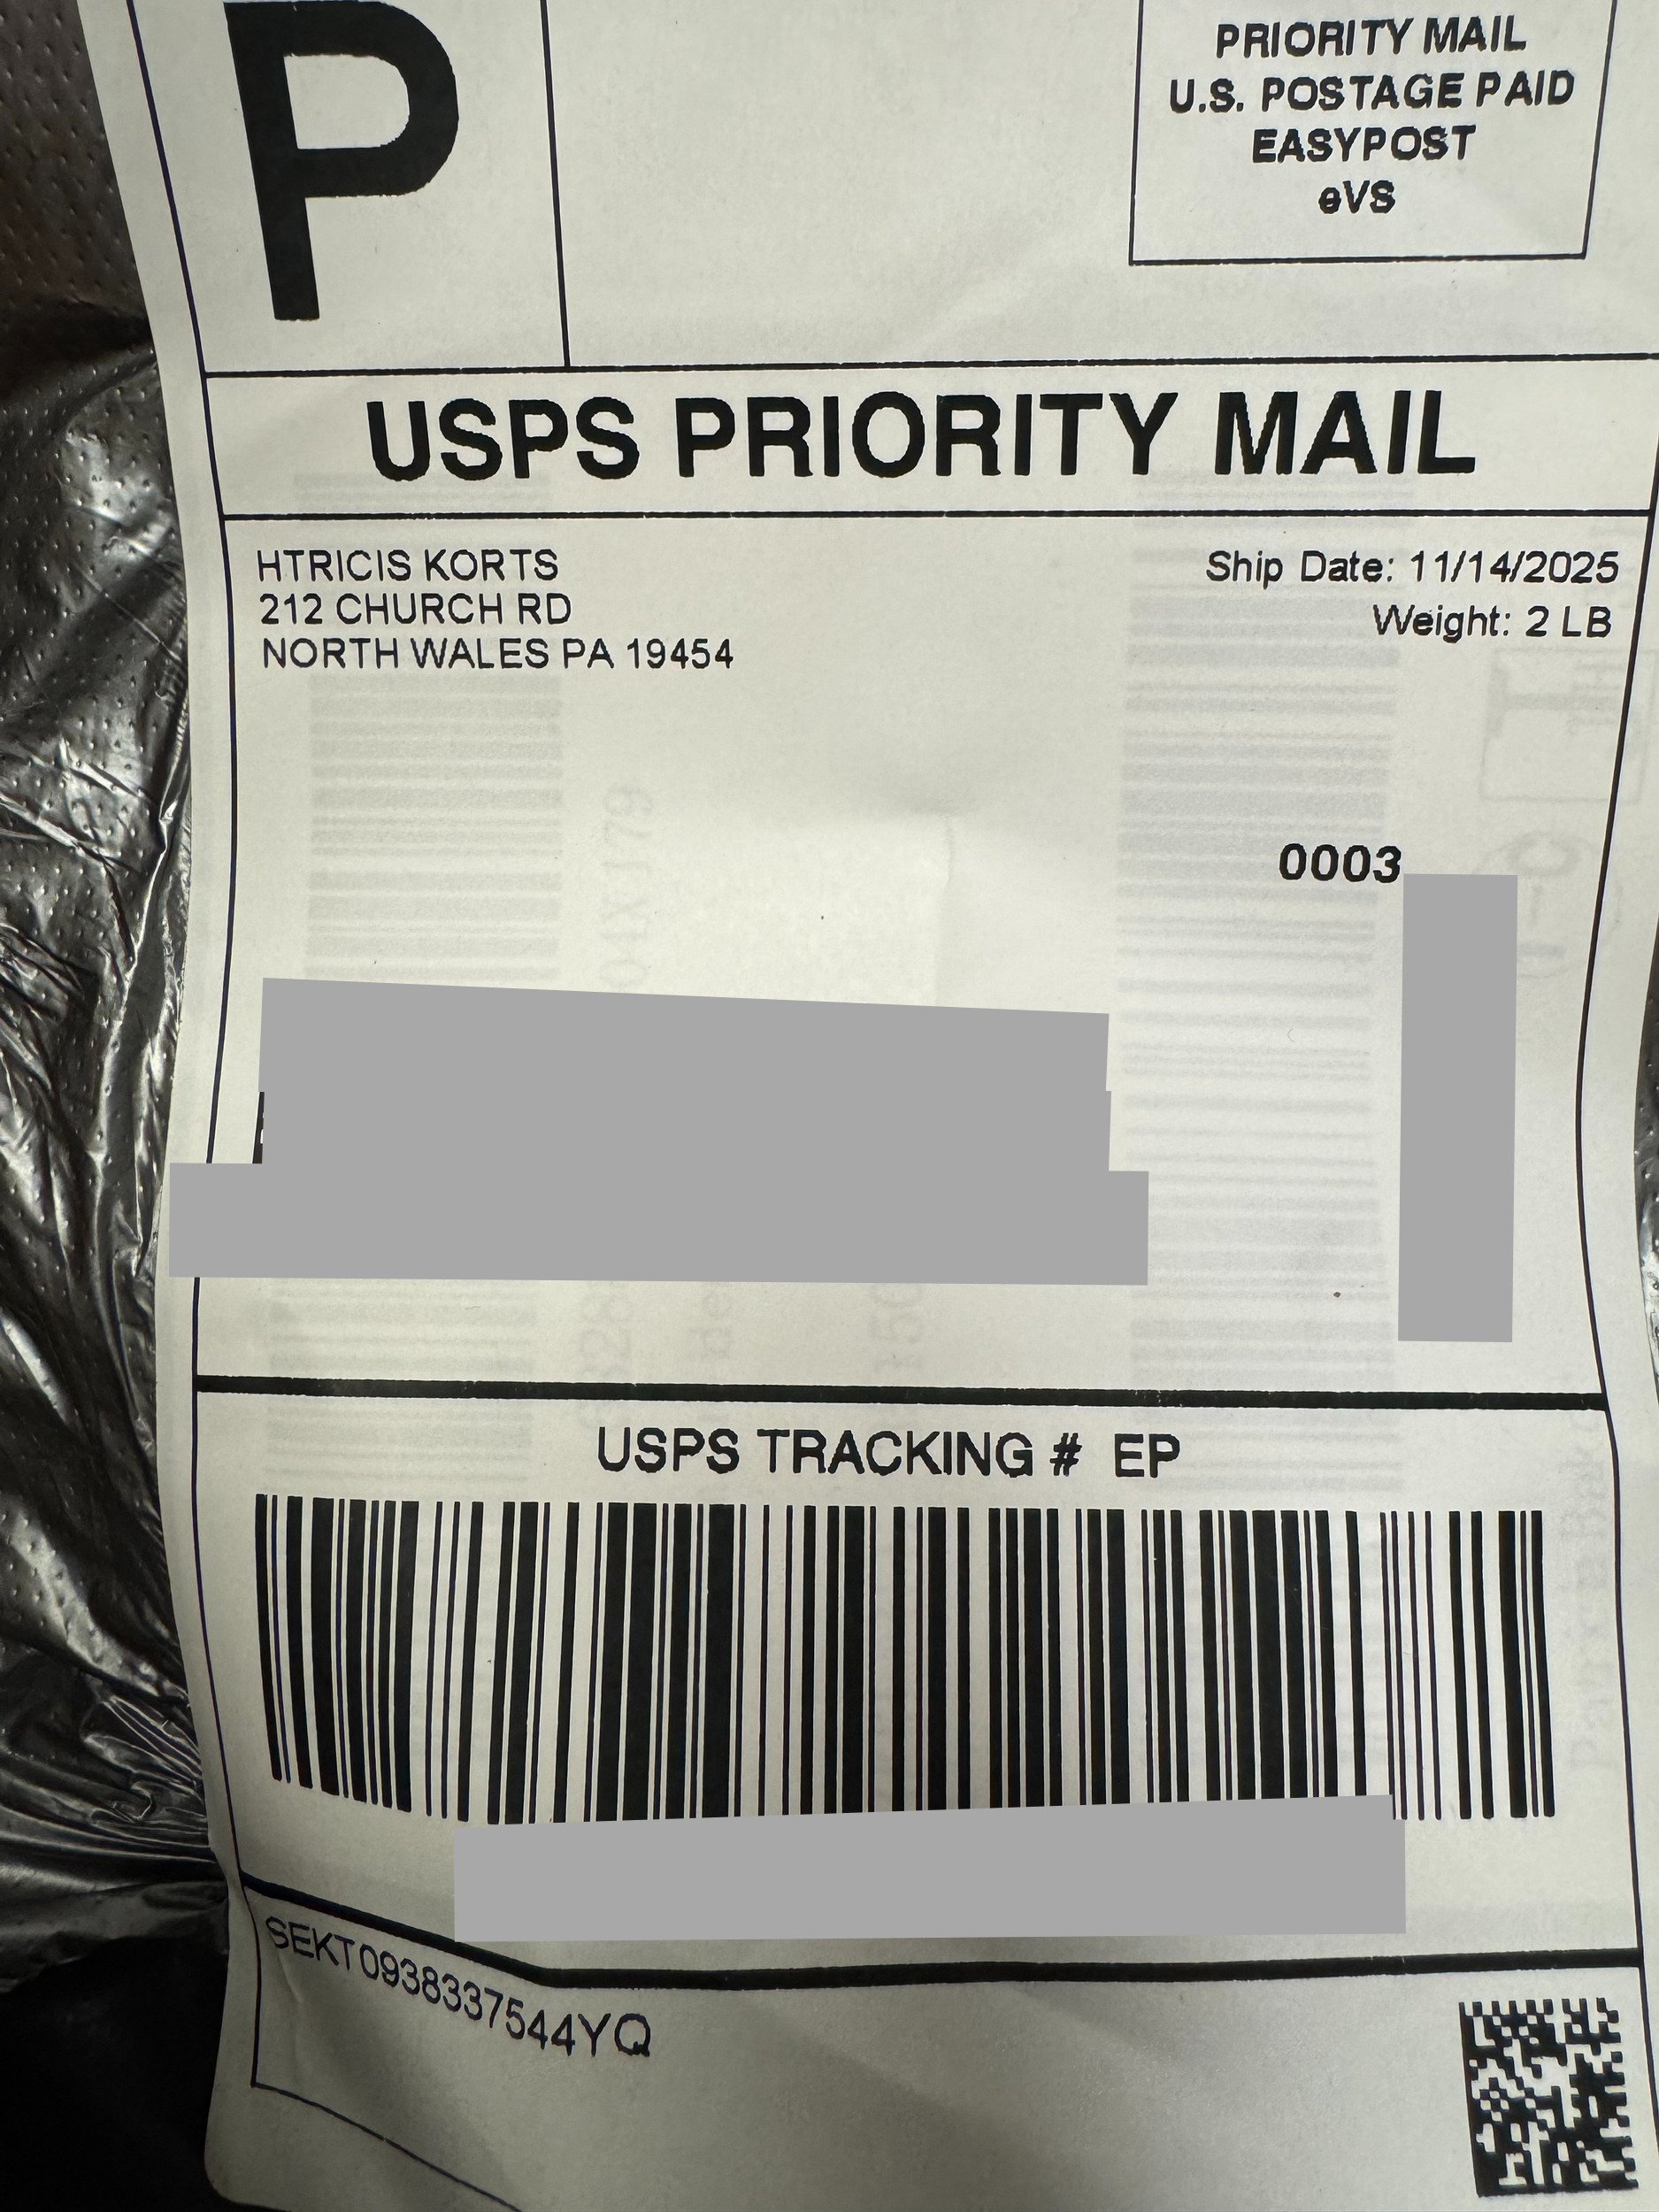 P
PRIORITY MAIL
U.S. POSTAGE PAID
EASYPOST
eVS
USPS PRIORITY MAIL
HTRICIS KORTS
212 CHURCH RD
NORTH WALES PA 19454
Ship Date: 11/14/2025
Weight: 2 LB
0003
USPS TRACKING # EP
SEKT0938337544YQ